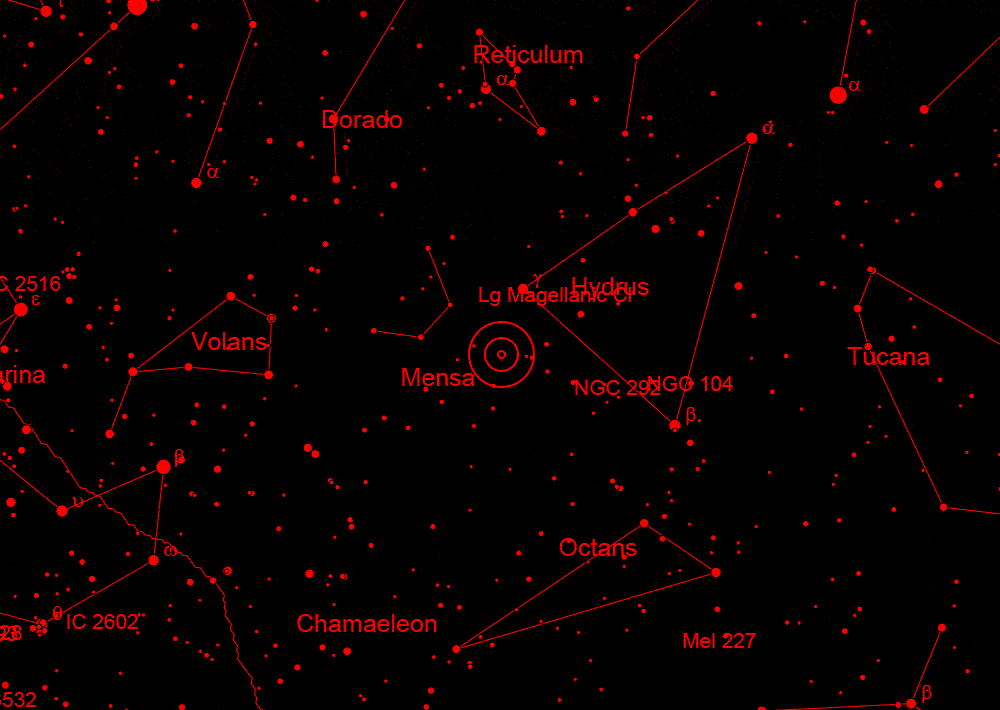 Reticulum
α
α
Dorado
α
α
γ
Hydrus
Lg Magellanic Cl
C 2516
ε
Volans
Tucana
arina
Mensa
NGC 292
NGC 104
β
β
υ
Octans
ω
θ
IC 2602
Chamaeleon
Mel 227
β
6532